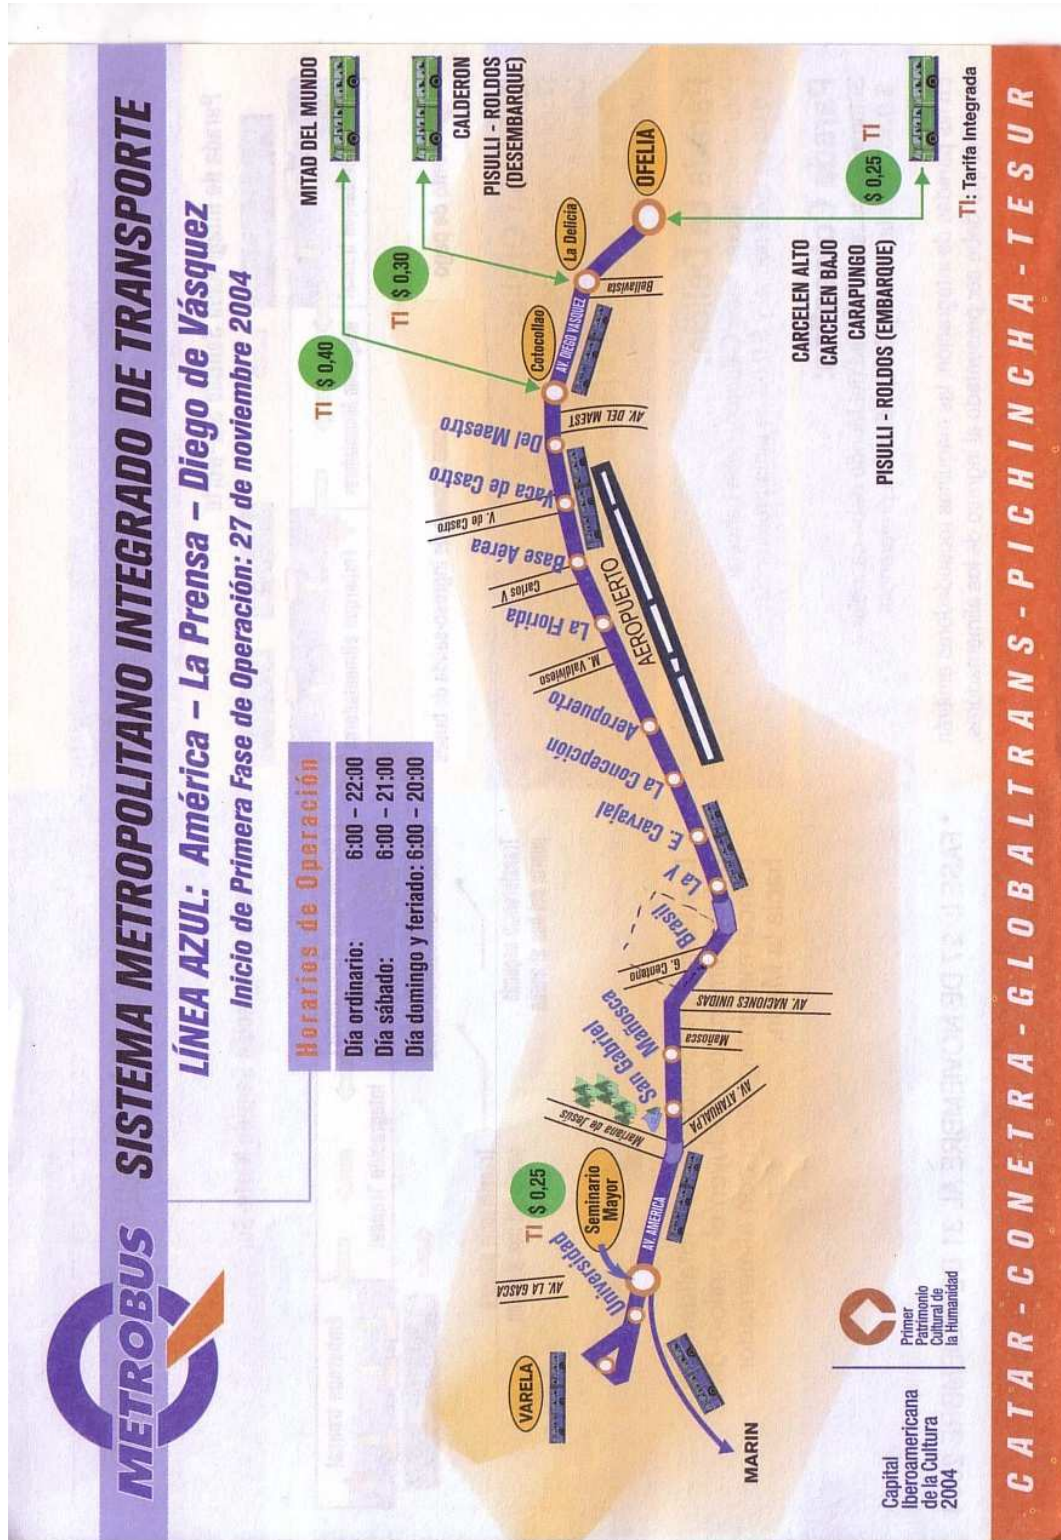 METROBUS
SISTEMA METROPOLITANO INTEGRADO DE TRANSPORTE
LÍNEA AZUL: América – La Prensa – Diego de Vásquez
Inicio de Primera Fase de Operación: 27 de noviembre 2004
Horarios de Operación
Día ordinario: 6:00 – 22:00
Día sábado: 6:00 – 21:00
Día domingo y feriado: 6:00 – 20:00
MITAD DEL MUNDO
TI $ 0,40
TI $ 0,30
CALDERON
PISULLI - ROLDOS
(DESEMBARQUE)
VARELA
TI $ 0,25
AV. LA GASCA
Universidad
Seminario
Mayor
AV. AMERICA
Mariana de Jesús
AV. ATAHUALPA
San Gabriel
Mañosca
Mañosca
AV. NACIONES UNIDAS
G. Centeno
Brasil
La Y
E. Carvajal
La Concepción
Aeropuerto
M. Valdivieso
La Florida
AEROPUERTO
Carlos V
Base Aérea
V. de Castro
Vaca de Castro
Del Maestro
AV. DEL MAEST
Cotocollao
AV. DIEGO VASQUEZ
La Delicia
Bellavista
OFELIA
MARIN
CARCELEN ALTO
CARCELEN BAJO
CARAPUNGO
PISULLI - ROLDOS (EMBARQUE)
$ 0,25 TI
TI: Tarifa Integrada
Capital
Iberoamericana
de la Cultura
2004
Primer
Patrimonio
Cultural de
la Humanidad
CATAR-CONETRA-GLOBALTRANS-PICHINCHA-TESUR